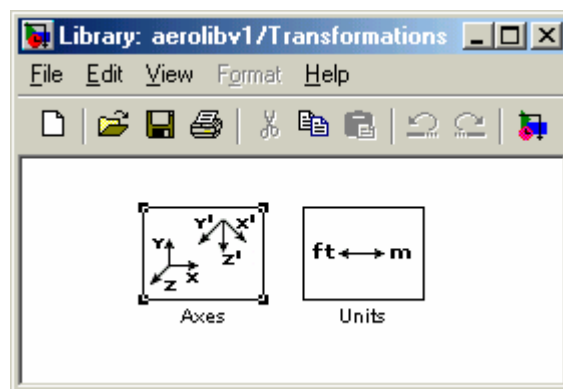 Library: aerolibv1/Transformations
File Edit View Format Help
Y' X'
Y Z'
Z X
ft m
Axes Units